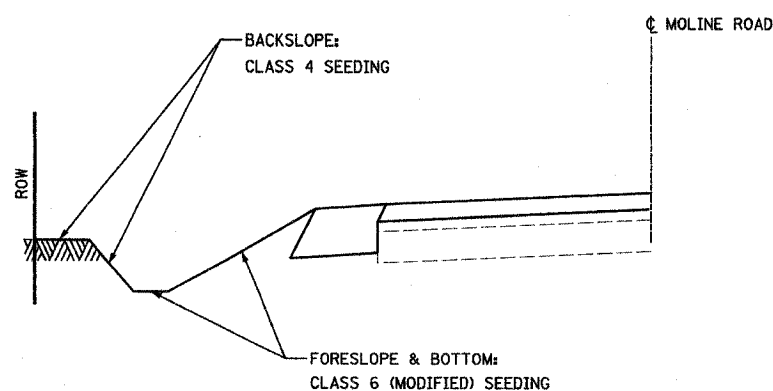 ℄ MOLINE ROAD
BACKSLOPE:
CLASS 4 SEEDING
ROW
FORESLOPE & BOTTOM:
CLASS 6 (MODIFIED) SEEDING